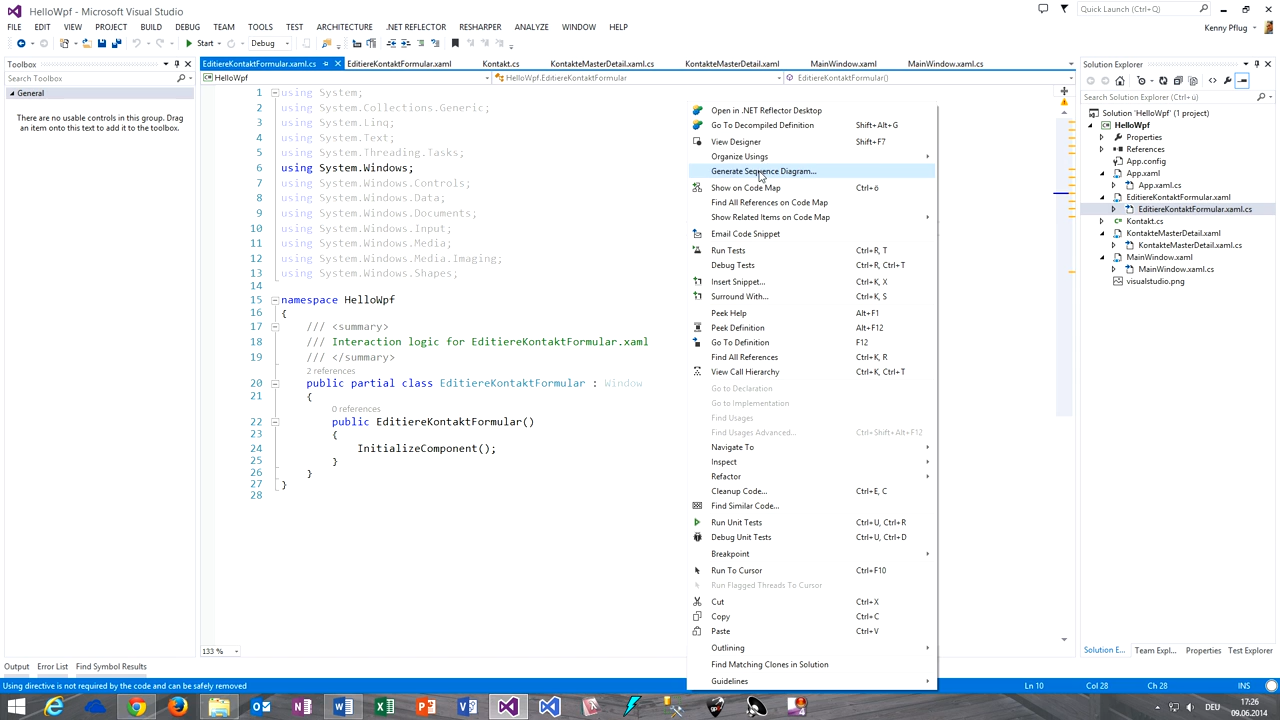 HelloWpf - Microsoft Visual Studio
Quick Launch (Ctrl+Q)
FILE EDIT VIEW PROJECT BUILD DEBUG TEAM TOOLS TEST ARCHITECTURE .NET REFLECTOR RESHARPER ANALYZE WINDOW HELP
Kenny Pflug
Start
Debug
Toolbox
Search Toolbox
General
There are no usable controls in this group. Drag an item onto this text to add it to the toolbox.
EditiereKontaktFormular.xaml.cs EditiereKontaktFormular.xaml Kontakt.cs KontakteMasterDetail.xaml.cs KontakteMasterDetail.xaml MainWindow.xaml MainWindow.xaml.cs
HelloWpf HelloWpf.EditiereKontaktFormular EditiereKontaktFormular()
1 using System;
2 using System.Collections.Generic;
3 using System.Linq;
4 using System.Text;
5 using System.Threading.Tasks;
6 using System.Windows;
7 using System.Windows.Controls;
8 using System.Windows.Data;
9 using System.Windows.Documents;
10 using System.Windows.Input;
11 using System.Windows.Media;
12 using System.Windows.Media.Imaging;
13 using System.Windows.Shapes;
14
15 namespace HelloWpf
16 {
17 /// <summary>
18 /// Interaction logic for EditiereKontaktFormular.xaml
19 /// </summary>
2 references
20 public partial class EditiereKontaktFormular : Window
21 {
0 references
22 public EditiereKontaktFormular()
23 {
24 InitializeComponent();
25 }
26 }
27 }
28
133 %
Open in .NET Reflector Desktop
Go To Decompiled Definition Shift+Alt+G
View Designer Shift+F7
Organize Usings
Generate Sequence Diagram...
Show on Code Map Ctrl+ö
Find All References on Code Map
Show Related Items on Code Map
Email Code Snippet
Run Tests Ctrl+R, T
Debug Tests Ctrl+R, Ctrl+T
Insert Snippet... Ctrl+K, X
Surround With... Ctrl+K, S
Peek Help Alt+F1
Peek Definition Alt+F12
Go To Definition F12
Find All References Ctrl+K, R
View Call Hierarchy Ctrl+K, Ctrl+T
Go to Declaration
Go to Implementation
Find Usages
Find Usages Advanced... Ctrl+Shift+Alt+F12
Navigate To
Inspect
Refactor
Cleanup Code... Ctrl+E, C
Find Similar Code...
Run Unit Tests Ctrl+U, Ctrl+R
Debug Unit Tests Ctrl+U, Ctrl+D
Breakpoint
Run To Cursor Ctrl+F10
Run Flagged Threads To Cursor
Cut Ctrl+X
Copy Ctrl+C
Paste Ctrl+V
Outlining
Find Matching Clones in Solution
Guidelines
Solution Explorer
Search Solution Explorer (Ctrl+ü)
Solution 'HelloWpf' (1 project)
HelloWpf
Properties
References
App.config
App.xaml
App.xaml.cs
EditiereKontaktFormular.xaml
EditiereKontaktFormular.xaml.cs
Kontakt.cs
KontakteMasterDetail.xaml
KontakteMasterDetail.xaml.cs
MainWindow.xaml
MainWindow.xaml.cs
visualstudio.png
Solution E... Team Expl... Properties Test Explorer
Output Error List Find Symbol Results
Using directive is not required by the code and can be safely removed
Ln 10 Col 28 Ch 28 INS
DEU
17:26
09.06.2014